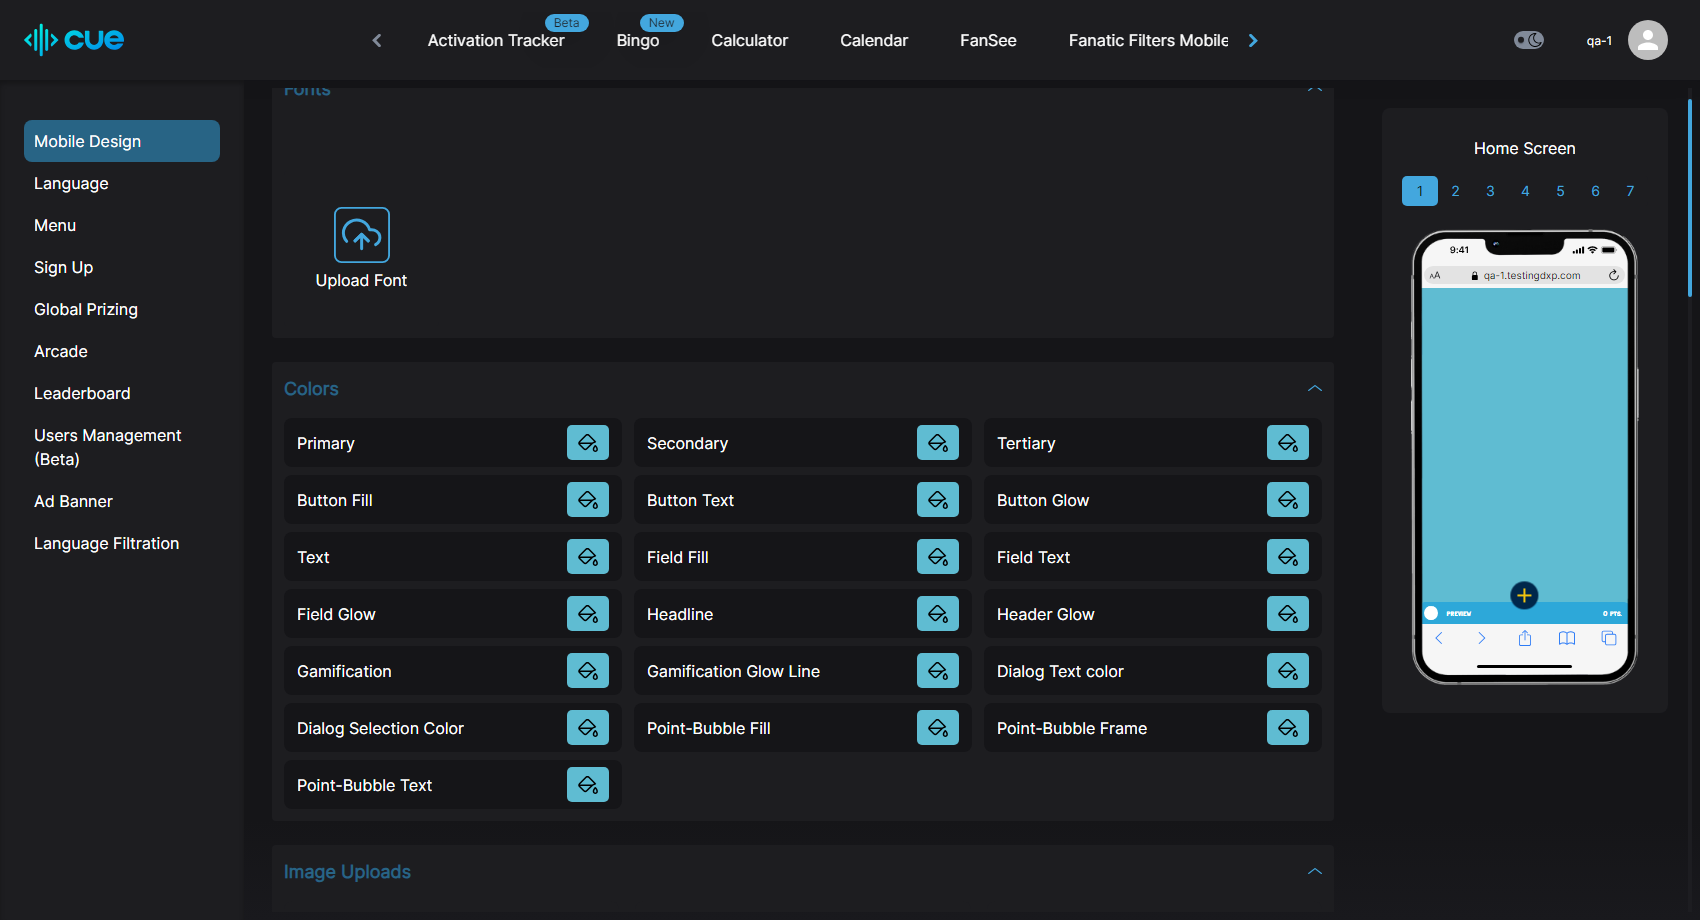 cue
Activation Tracker
Beta
Bingo
New
Calculator
Calendar
FanSee
Fanatic Filters Mobile
qa-1
Mobile Design
Language
Menu
Sign Up
Global Prizing
Arcade
Leaderboard
Users Management
(Beta)
Ad Banner
Language Filtration
Fonts
Upload Font
Colors
Primary
Secondary
Tertiary
Button Fill
Button Text
Button Glow
Text
Field Fill
Field Text
Field Glow
Headline
Header Glow
Gamification
Gamification Glow Line
Dialog Text color
Dialog Selection Color
Point-Bubble Fill
Point-Bubble Frame
Point-Bubble Text
Image Uploads
Home Screen
1 2 3 4 5 6 7
9:41
AA qa-1.testingdxp.com
PREVIEW 0 PTS.